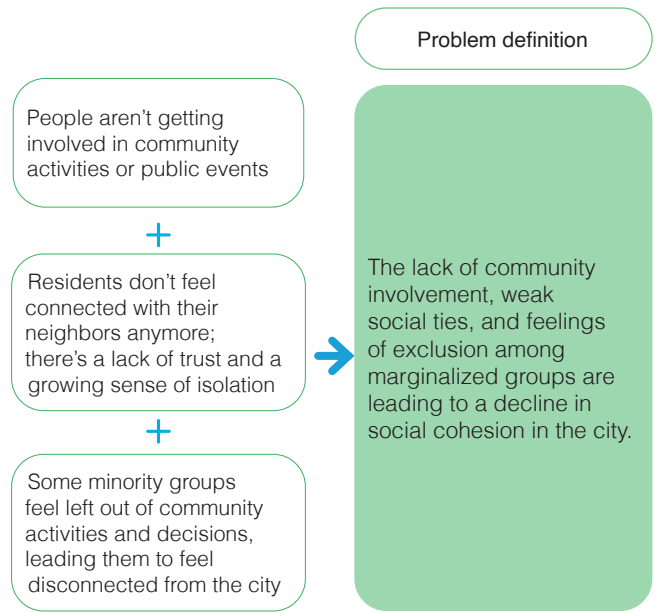 Problem definition
People aren’t getting
involved in community
activities or public events
+
Residents don’t feel
connected with their
neighbors anymore;
there’s a lack of trust and a
growing sense of isolation
+
Some minority groups
feel left out of community
activities and decisions,
leading them to feel
disconnected from the city
The lack of community
involvement, weak
social ties, and feelings
of exclusion among
marginalized groups are
leading to a decline in
social cohesion in the city.